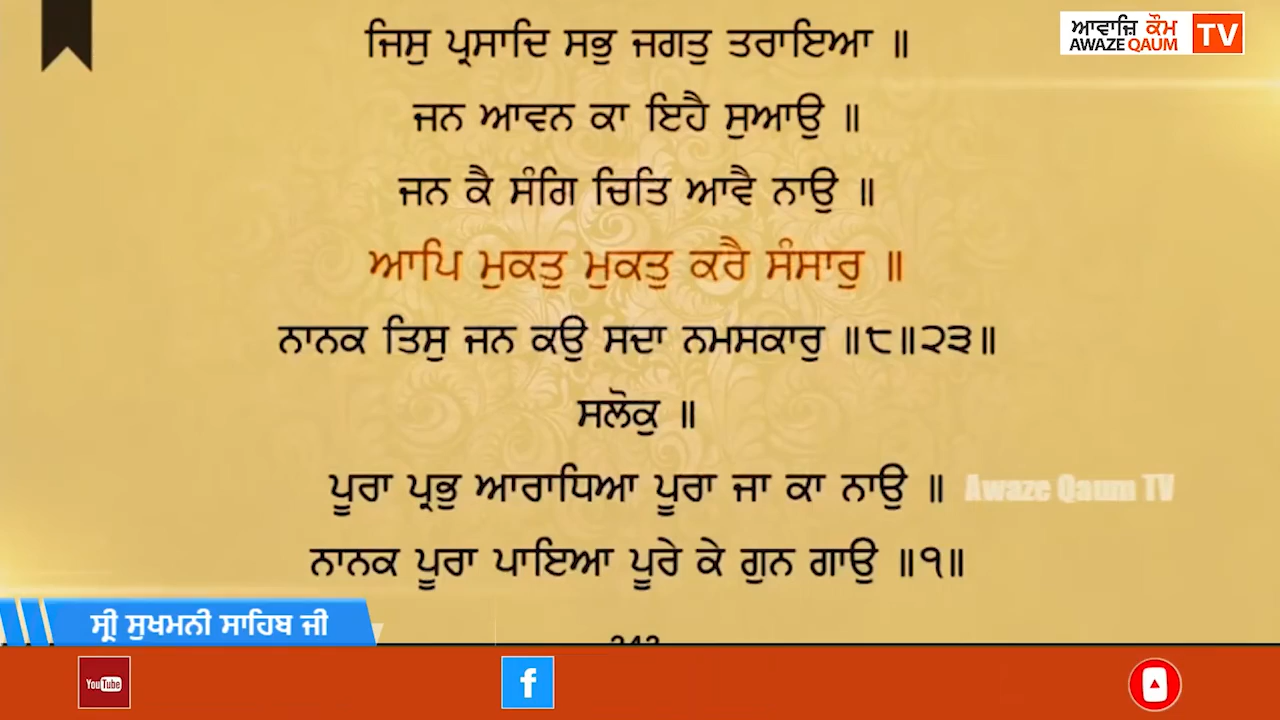 ਆਵਾਜ਼ਿ ਕੌਮ
AWAZE QAUM TV
ਜਿਸੁ ਪ੍ਰਸਾਦਿ ਸਭੁ ਜਗਤੁ ਤਰਾਇਆ ॥
ਜਨ ਆਵਨ ਕਾ ਇਹੈ ਸੁਆਉ ॥
ਜਨ ਕੈ ਸੰਗਿ ਚਿਤਿ ਆਵੈ ਨਾਉ ॥
ਆਪਿ ਮੁਕਤੁ ਮੁਕਤੁ ਕਰੈ ਸੰਸਾਰੁ ॥
ਨਾਨਕ ਤਿਸੁ ਜਨ ਕਉ ਸਦਾ ਨਮਸਕਾਰੁ ॥੮॥੨੩॥
ਸਲੋਕੁ ॥
ਪੂਰਾ ਪ੍ਰਭੁ ਆਰਾਧਿਆ ਪੂਰਾ ਜਾ ਕਾ ਨਾਉ ॥
Awaze Qaum TV
ਨਾਨਕ ਪੂਰਾ ਪਾਇਆ ਪੂਰੇ ਕੇ ਗੁਨ ਗਾਉ ॥੧॥
ਸ੍ਰੀ ਸੁਖਮਨੀ ਸਾਹਿਬ ਜੀ
YouTube